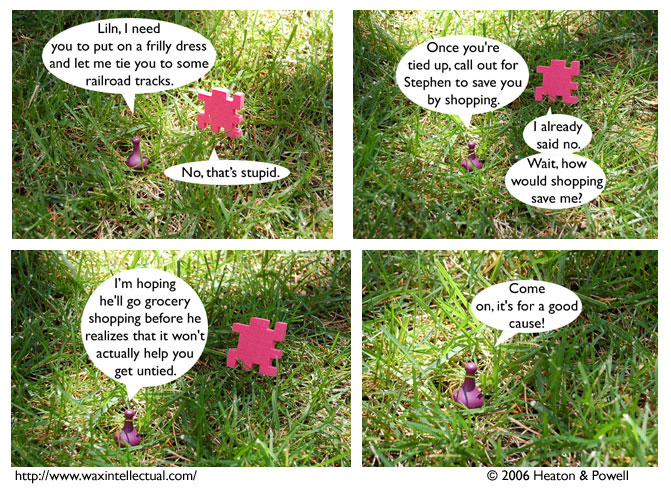 Liln, I need
you to put on a frilly dress
and let me tie you to some
railroad tracks.
No, that's stupid.
Once you're
tied up, call out for
Stephen to save you
by shopping.
I already
said no.
Wait, how
would shopping
save me?
I'm hoping
he'll go grocery
shopping before he
realizes that it won't
actually help you
get untied.
Come
on, it's for a good
cause!
http://www.waxintellectual.com/
© 2006 Heaton & Powell